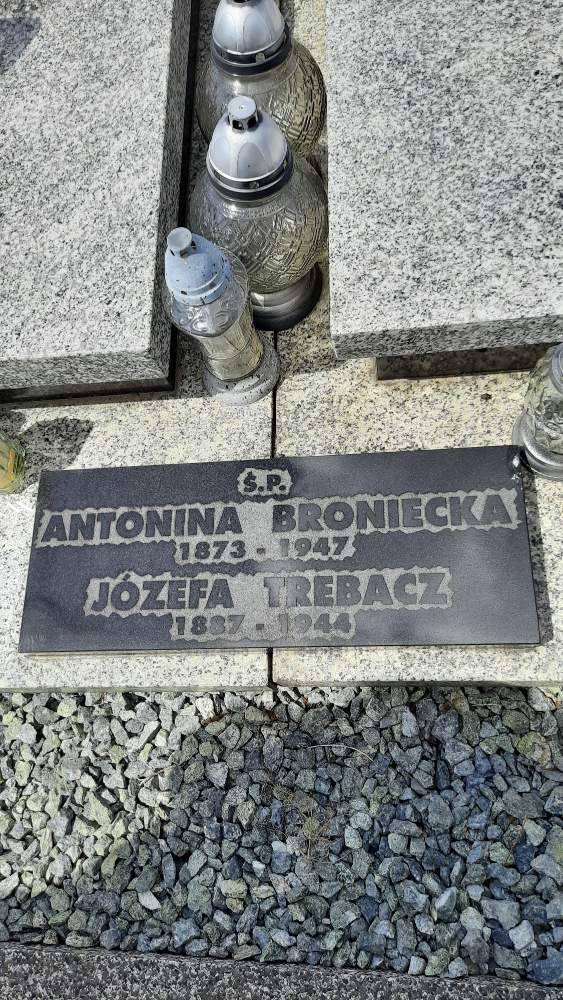 Ś.P.
ANTONINA BRONIECKA
1873 - 1947
JÓZEFA TREBACZ
1887 - 1944